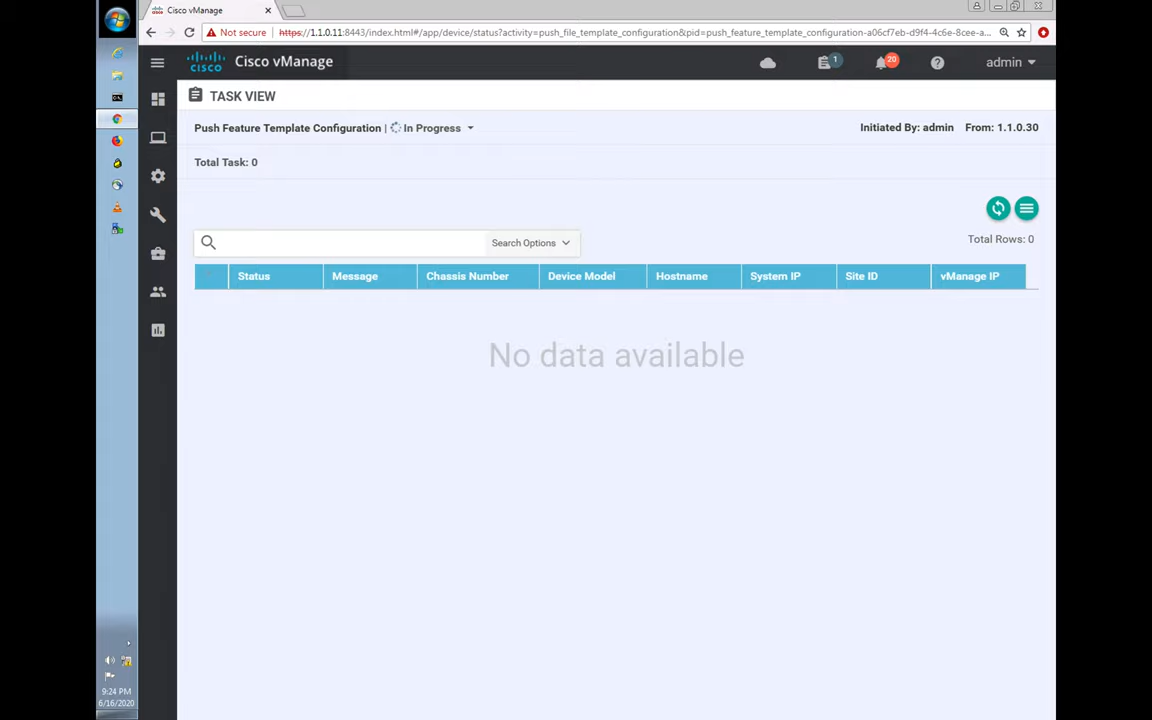 Cisco vManage
Not secure https://1.1.0.11:8443/index.html#/app/device/status?activity=push_file_template_configuration&pid=push_feature_template_configuration-a06cf7eb-d9f4-4c6e-8cee-a...
cisco Cisco vManage 1 20 admin
TASK VIEW
Push Feature Template Configuration | In Progress Initiated By: admin From: 1.1.0.30
Total Task: 0
Search Options Total Rows: 0
Status Message Chassis Number Device Model Hostname System IP Site ID vManage IP
No data available
9:24 PM
6/16/2020